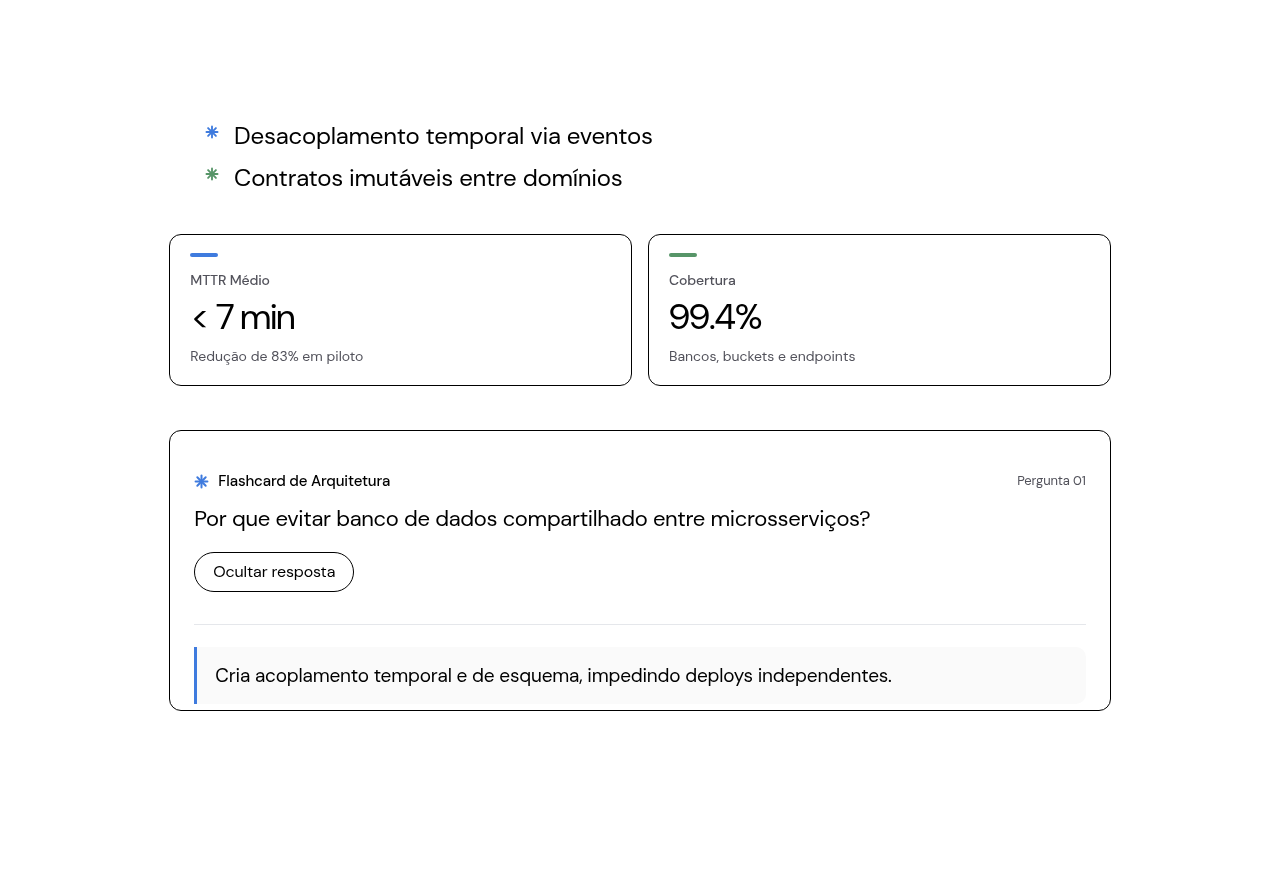 Desacoplamento temporal via eventos
Contratos imutáveis entre domínios
MTTR Médio
< 7 min
Redução de 83% em piloto
Cobertura
99.4%
Bancos, buckets e endpoints
Flashcard de Arquitetura
Pergunta 01
Por que evitar banco de dados compartilhado entre microsserviços?
Ocultar resposta
Cria acoplamento temporal e de esquema, impedindo deploys independentes.